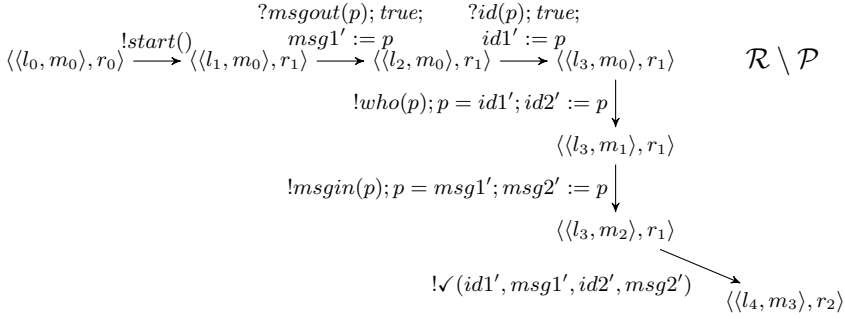 ?msgout(p); true; ?id(p); true;
!start() msg1′ := p id1′ := p
⟨⟨l₀, m₀⟩, r₀⟩ ⟨⟨l₁, m₀⟩, r₁⟩ ⟨⟨l₂, m₀⟩, r₁⟩ ⟨⟨l₃, m₀⟩, r₁⟩ ℛ \ 𝒫
!who(p); p = id1′; id2′ := p
⟨⟨l₃, m₁⟩, r₁⟩
!msgin(p); p = msg1′; msg2′ := p
⟨⟨l₃, m₂⟩, r₁⟩
!✓(id1′, msg1′, id2′, msg2′)
⟨⟨l₄, m₃⟩, r₂⟩